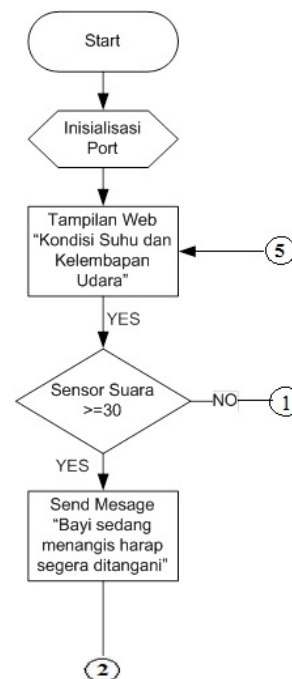 Start
Inisialisasi
Port
Tampilan Web
“Kondisi Suhu dan
Kelembapan
Udara”
5
YES
Sensor Suara
>=30
NO
1
YES
Send Mesage
“Bayi sedang
menangis harap
segera ditangani”
2